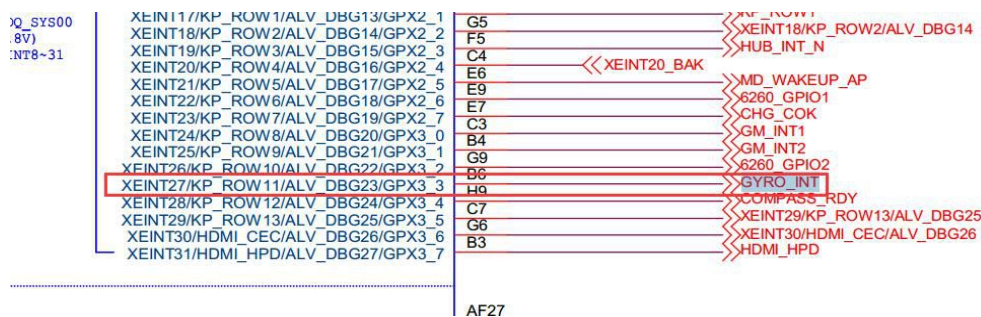 DQ_SYS00
8V)
NT8~31
XEINT17/KP_ROW1/ALV_DBG13/GPX2_1
XEINT18/KP_ROW2/ALV_DBG14/GPX2_2
XEINT19/KP_ROW3/ALV_DBG15/GPX2_3
XEINT20/KP_ROW4/ALV_DBG16/GPX2_4
XEINT21/KP_ROW5/ALV_DBG17/GPX2_5
XEINT22/KP_ROW6/ALV_DBG18/GPX2_6
XEINT23/KP_ROW7/ALV_DBG19/GPX2_7
XEINT24/KP_ROW8/ALV_DBG20/GPX3_0
XEINT25/KP_ROW9/ALV_DBG21/GPX3_1
XEINT26/KP_ROW10/ALV_DBG22/GPX3_2
XEINT27/KP_ROW11/ALV_DBG23/GPX3_3
XEINT28/KP_ROW12/ALV_DBG24/GPX3_4
XEINT29/KP_ROW13/ALV_DBG25/GPX3_5
XEINT30/HDMI_CEC/ALV_DBG26/GPX3_6
XEINT31/HDMI_HPD/ALV_DBG27/GPX3_7
G5
F5
C4
E6
E9
E7
C3
B4
G9
B6
H9
C7
G6
B3
AF27
XEINT20_BAK
KP_ROW1
XEINT18/KP_ROW2/ALV_DBG14
HUB_INT_N
MD_WAKEUP_AP
6260_GPIO1
CHG_COK
GM_INT1
GM_INT2
6260_GPIO2
GYRO_INT
COMPASS_RDY
XEINT29/KP_ROW13/ALV_DBG25
XEINT30/HDMI_CEC/ALV_DBG26
HDMI_HPD